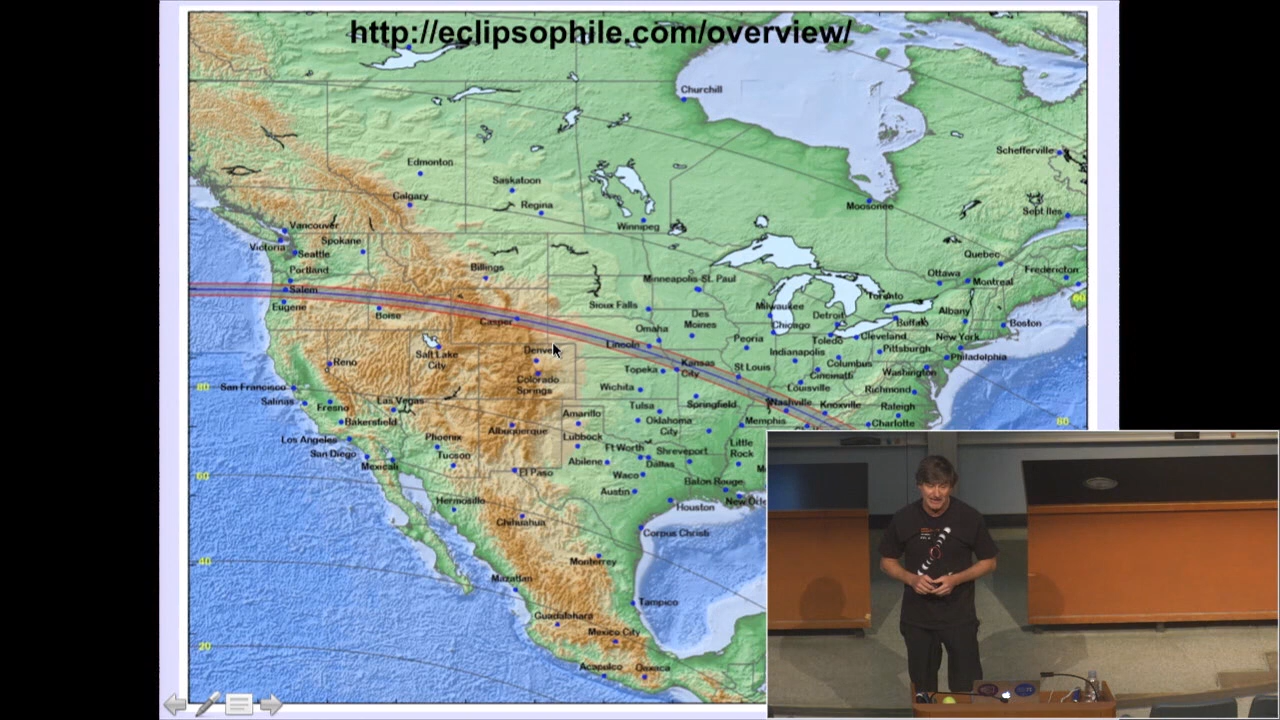 http://eclipsophile.com/overview/
Churchill
Schefferville
Edmonton
Saskatoon
Calgary
Regina
Moosonee
Sept Iles
Winnipeg
Vancouver
Spokane
Victoria
Seattle
Quebec
Portland
Billings
Minneapolis-St. Paul
Ottawa
Montreal
Fredericton
Salem
Toronto
Eugene
Sioux Falls
Milwaukee
Boise
Casper
Des
Moines
Detroit
Buffalo
Albany
Boston
Omaha
Chicago
Lincoln
Peoria
Toledo
Cleveland
New York
Salt Lake
City
Denver
Indianapolis
Pittsburgh
Philadelphia
Reno
Topeka
Kansas
City
St Louis
Columbus
Cincinnati
Washington
80
San Francisco
Colorado
Springs
Wichita
Louisville
Richmond
Salinas
Fresno
Las Vegas
Tulsa
Springfield
Nashville
Knoxville
Raleigh
Bakersfield
Amarillo
Oklahoma
City
Memphis
Charlotte
80
Los Angeles
Phoenix
Albuquerque
Lubbock
Little
Rock
San Diego
Tucson
Ft Worth
Shreveport
Mexicali
Abilene
Dallas
60
El Paso
Waco
Baton Rouge
Austin
New Orle
Hermosillo
Houston
Chihuahua
Corpus Christi
40
Monterrey
Mazatlan
Tampico
Guadalahara
Mexico City
20
Acapulco
Oaxaca